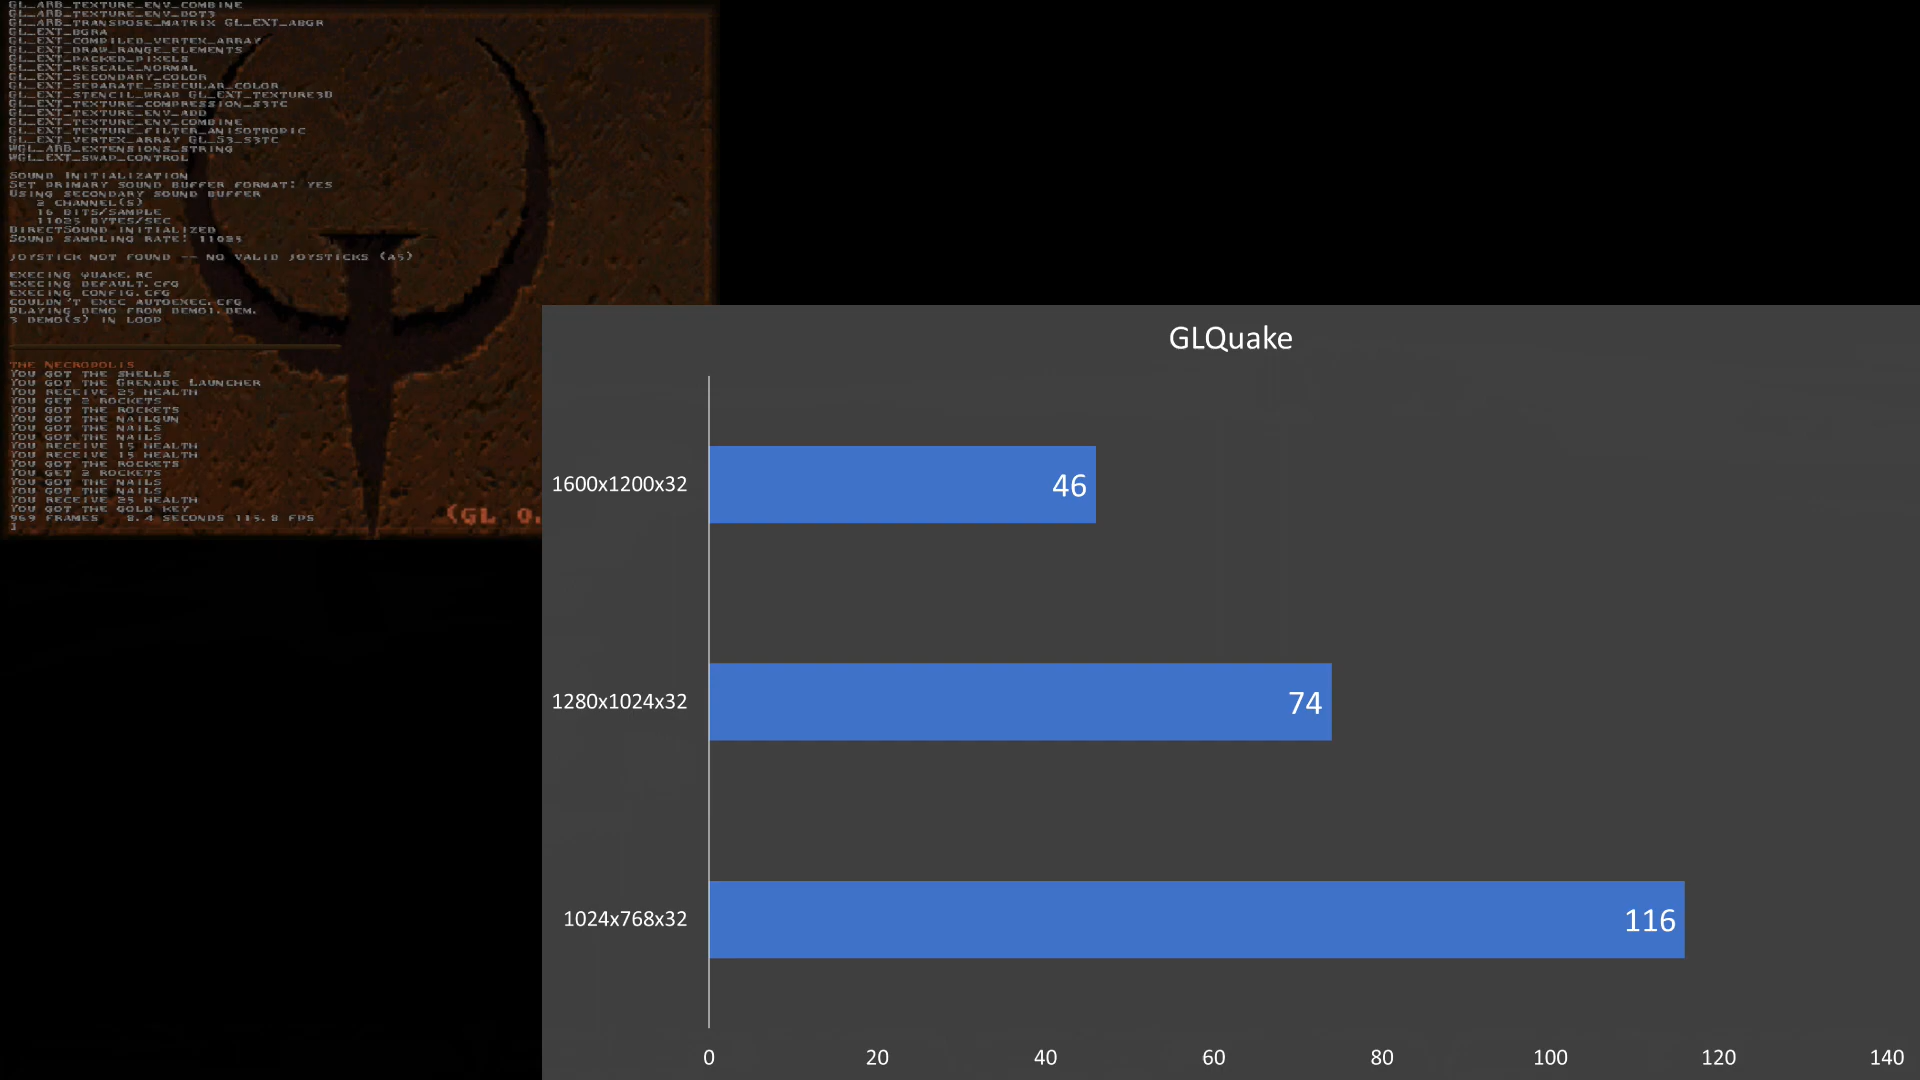 GL_ARB_TEXTURE_ENV_COMBINE
GL_ARB_TEXTURE_ENV_DOT3
GL_ARB_TRANSPOSE_MATRIX GL_EXT_ABGR
GL_EXT_BGRA
GL_EXT_COMPILED_VERTEX_ARRAY
GL_EXT_DRAW_RANGE_ELEMENTS
GL_EXT_PACKED_PIXELS
GL_EXT_RESCALE_NORMAL
GL_EXT_SECONDARY_COLOR
GL_EXT_SEPARATE_SPECULAR_COLOR
GL_EXT_STENCIL_WRAP GL_EXT_TEXTURE3D
GL_EXT_TEXTURE_COMPRESSION_S3TC
GL_EXT_TEXTURE_ENV_ADD
GL_EXT_TEXTURE_ENV_COMBINE
GL_EXT_TEXTURE_FILTER_ANISOTROPIC
GL_EXT_VERTEX_ARRAY GL_S3_S3TC
WGL_ARB_EXTENSIONS_STRING
WGL_EXT_SWAP_CONTROL
Sound Initialization
Set primary sound buffer format: yes
Using secondary sound buffer
2 channel(s)
16 bits/sample
11025 bytes/sec
DirectSound initialized
Sound sampling rate: 11025
joystick not found -- no valid joysticks (a5)
execing quake.rc
execing default.cfg
execing config.cfg
couldn't exec autoexec.cfg
Playing demo from demo1.dem.
3 demo(s) in loop
the Necropolis
You got the shells
You got the Grenade Launcher
You receive 25 health
You get 2 rockets
You got the rockets
You got the nailgun
You got the nails
You got the nails
You receive 15 health
You receive 15 health
You got the rockets
You get 2 rockets
You got the nails
You got the nails
You receive 25 health
You got the gold key
969 frames 8.4 seconds 115.8 fps
]
(GL 0.
GLQuake
1600x1200x32
46
1280x1024x32
74
1024x768x32
116
0 20 40 60 80 100 120 140